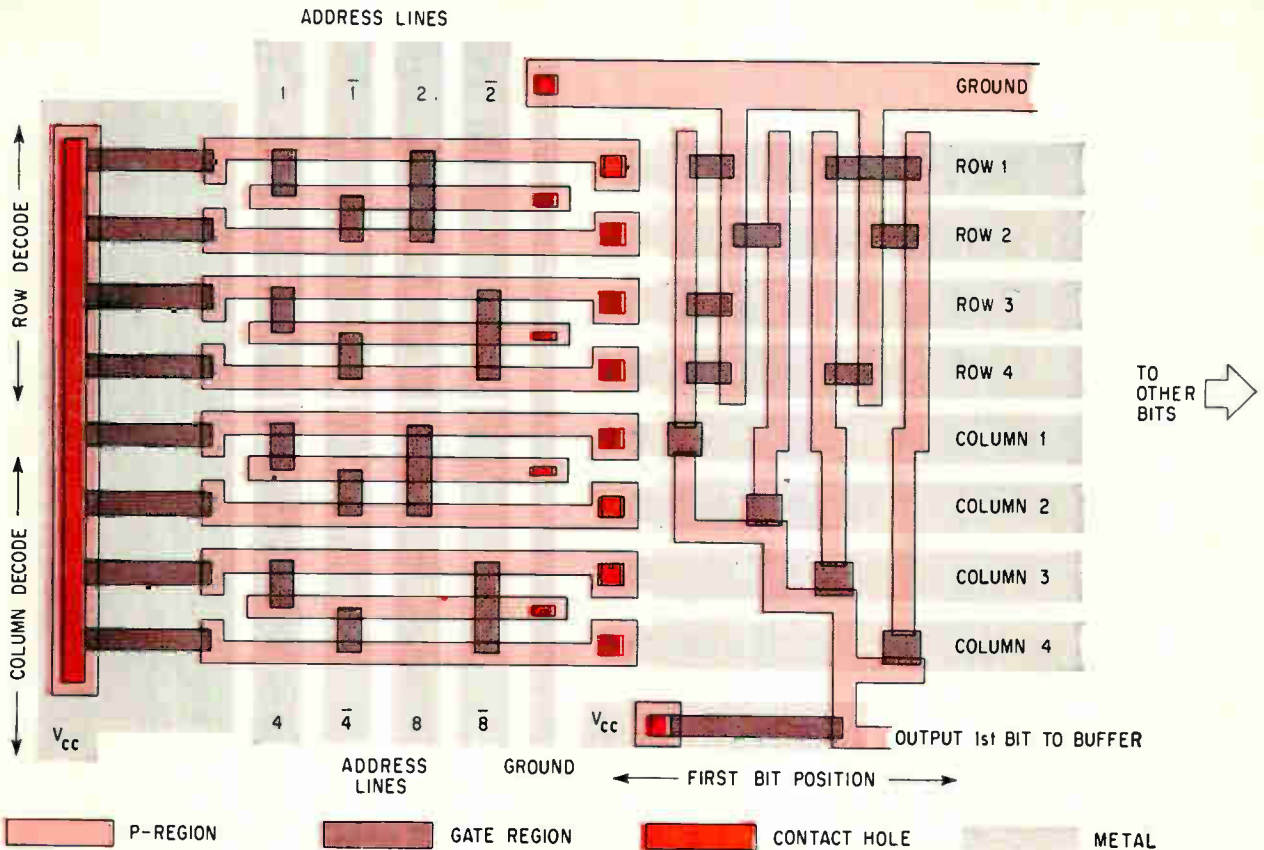 ADDRESS LINES
1 1̅ 2. 2̅
GROUND
ROW DECODE
ROW 1
ROW 2
ROW 3
ROW 4
TO
OTHER
BITS
COLUMN DECODE
COLUMN 1
COLUMN 2
COLUMN 3
COLUMN 4
Vcc
4 4̅ 8 8̅
Vcc
OUTPUT 1st BIT TO BUFFER
ADDRESS
LINES
GROUND
FIRST BIT POSITION
P-REGION
GATE REGION
CONTACT HOLE
METAL